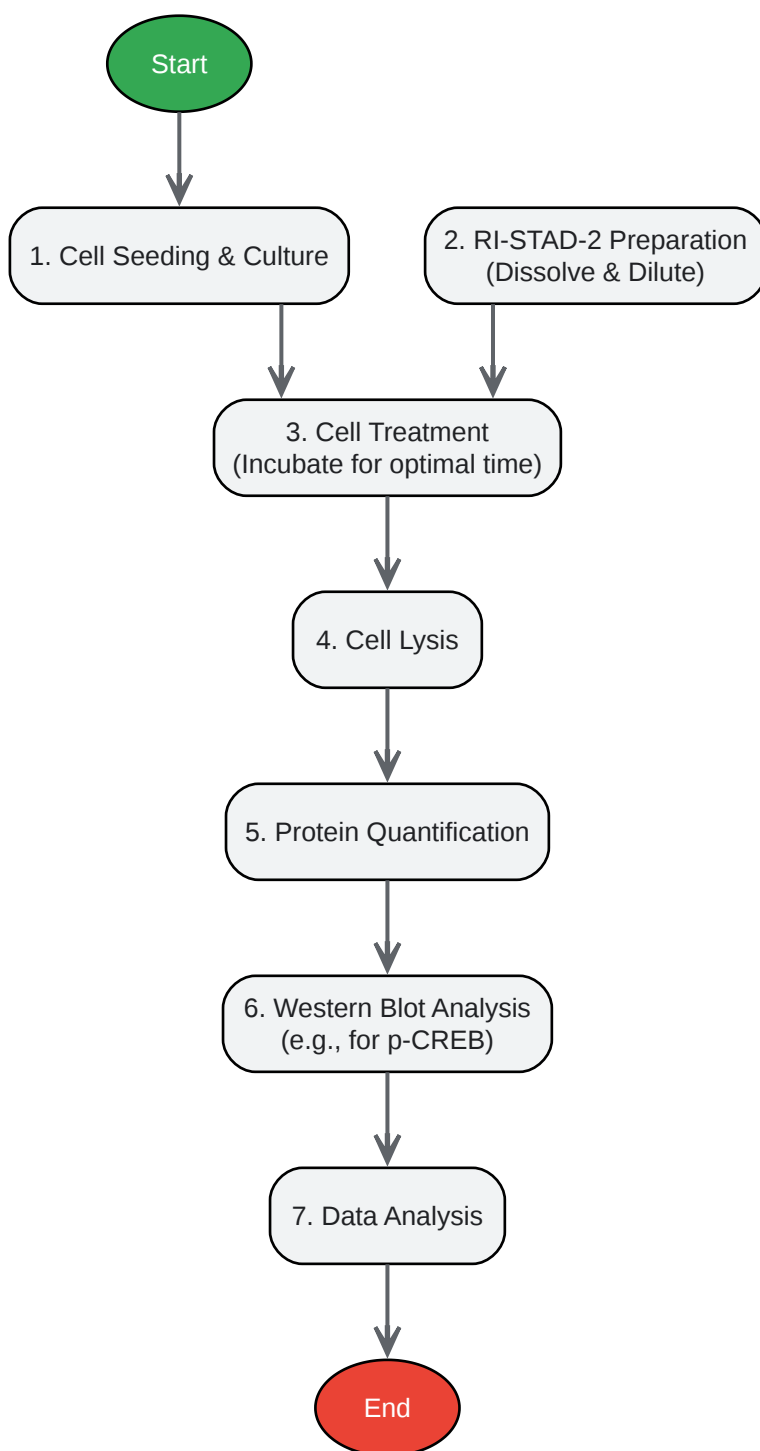 Start
1. Cell Seeding & Culture
2. RI-STAD-2 Preparation
(Dissolve & Dilute)
3. Cell Treatment
(Incubate for optimal time)
4. Cell Lysis
5. Protein Quantification
6. Western Blot Analysis
(e.g., for p-CREB)
7. Data Analysis
End